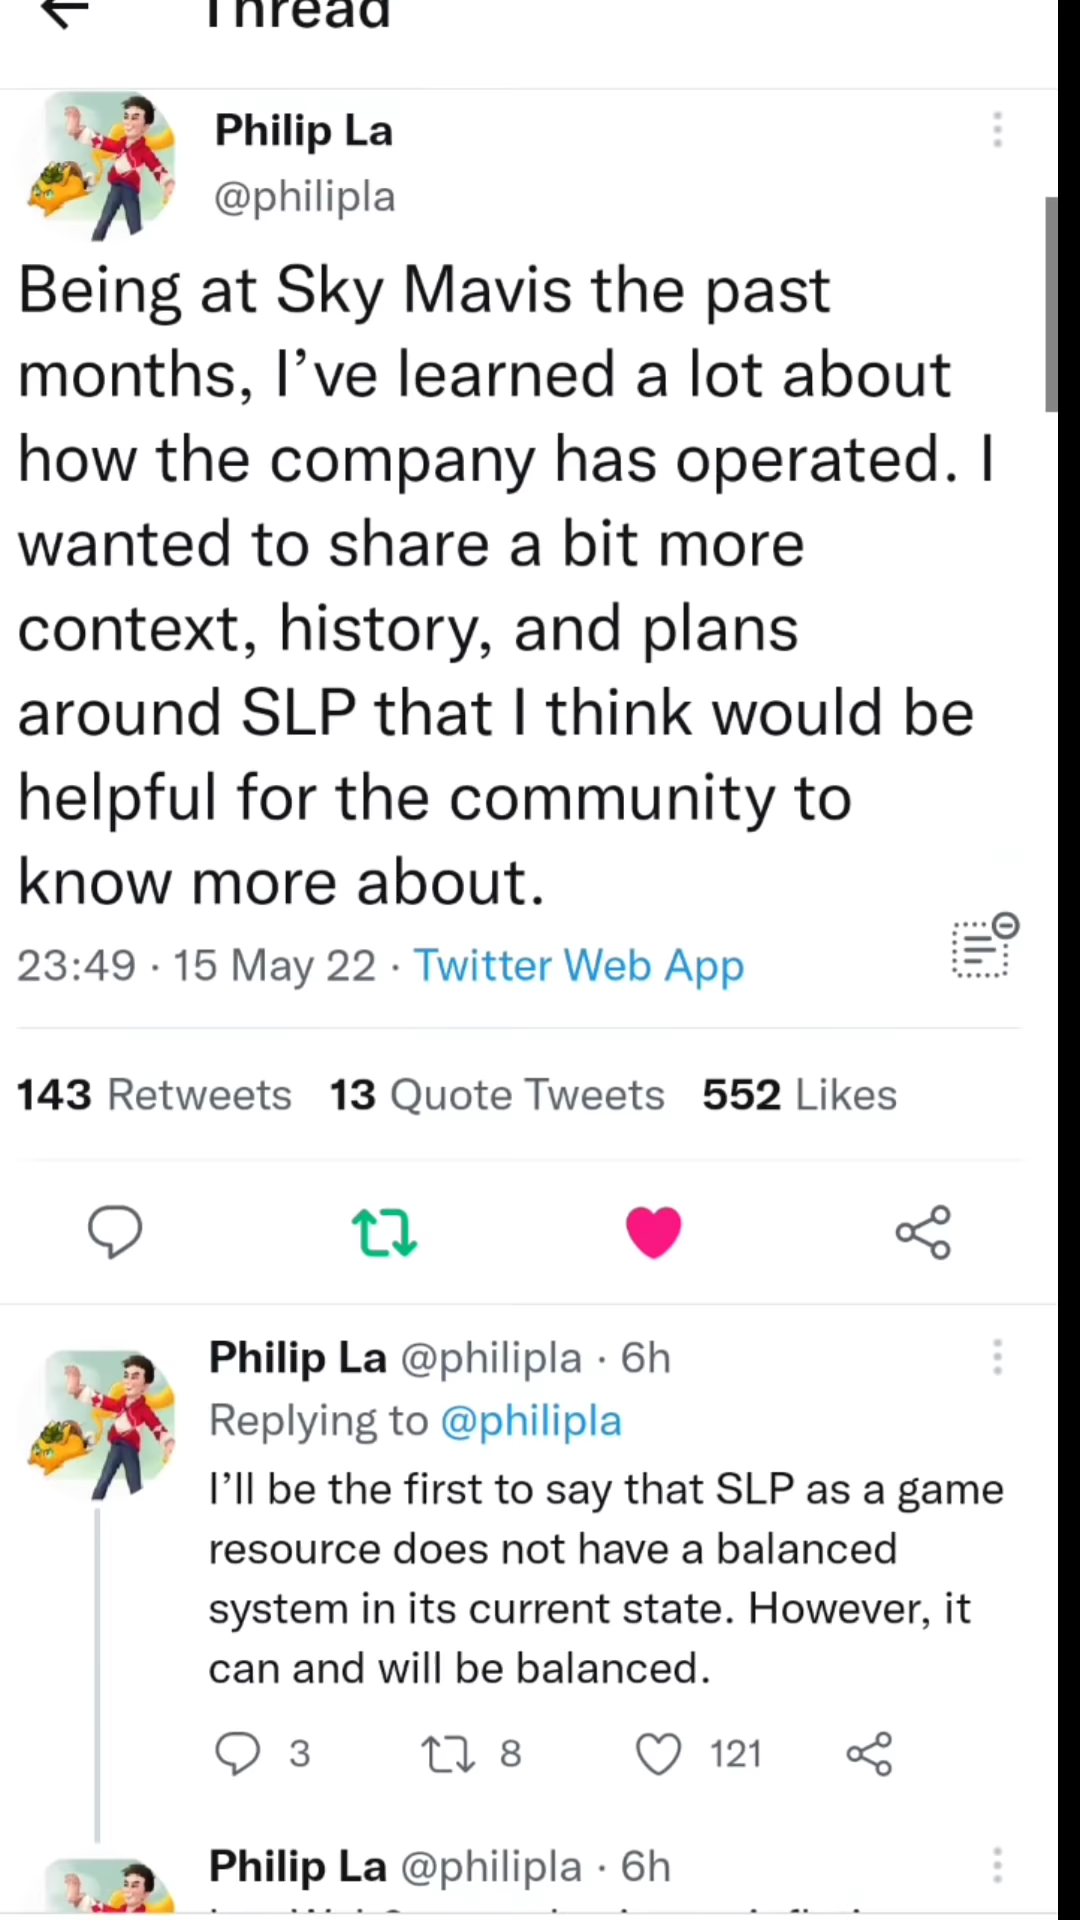 Thread
Philip La
@philipla
Being at Sky Mavis the past
months, I’ve learned a lot about
how the company has operated. I
wanted to share a bit more
context, history, and plans
around SLP that I think would be
helpful for the community to
know more about.
23:49 · 15 May 22 · Twitter Web App
143 Retweets 13 Quote Tweets 552 Likes
Philip La @philipla · 6h
Replying to @philipla
I’ll be the first to say that SLP as a game
resource does not have a balanced
system in its current state. However, it
can and will be balanced.
3 8 121
Philip La @philipla · 6h